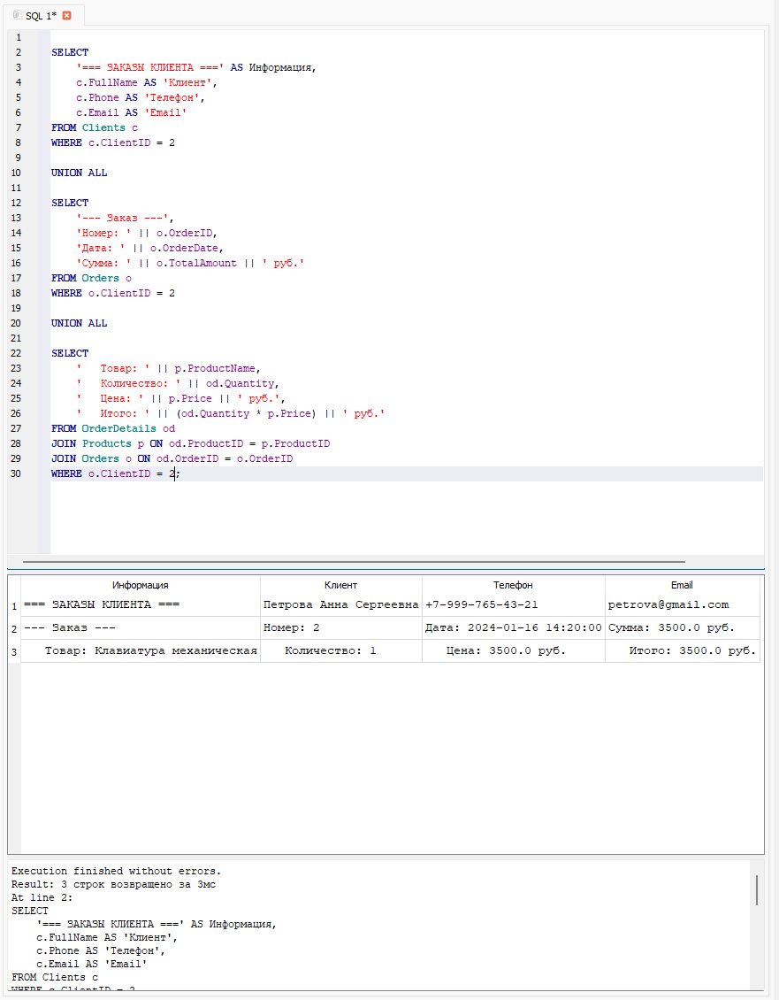 SQL 1*
1
2 SELECT
3 '=== ЗАКАЗЫ КЛИЕНТА ===' AS Информация,
4 c.FullName AS 'Клиент',
5 c.Phone AS 'Телефон',
6 c.Email AS 'Email'
7 FROM Clients c
8 WHERE c.ClientID = 2
9
10 UNION ALL
11
12 SELECT
13 '--- Заказ ---',
14 'Номер: ' || o.OrderID,
15 'Дата: ' || o.OrderDate,
16 'Сумма: ' || o.TotalAmount || ' руб.'
17 FROM Orders o
18 WHERE o.ClientID = 2
19
20 UNION ALL
21
22 SELECT
23 '   Товар: ' || p.ProductName,
24 '   Количество: ' || od.Quantity,
25 '   Цена: ' || p.Price || ' руб.',
26 '   Итого: ' || (od.Quantity * p.Price) || ' руб.'
27 FROM OrderDetails od
28 JOIN Products p ON od.ProductID = p.ProductID
29 JOIN Orders o ON od.OrderID = o.OrderID
30 WHERE o.ClientID = 2;
Информация Клиент Телефон Email
1 === ЗАКАЗЫ КЛИЕНТА === Петрова Анна Сергеевна +7-999-765-43-21 petrova@gmail.com
2 --- Заказ --- Номер: 2 Дата: 2024-01-16 14:20:00 Сумма: 3500.0 руб.
3 Товар: Клавиатура механическая Количество: 1 Цена: 3500.0 руб. Итого: 3500.0 руб.
Execution finished without errors.
Result: 3 строк возвращено за 3мс
At line 2:
SELECT
'=== ЗАКАЗЫ КЛИЕНТА ===' AS Информация,
c.FullName AS 'Клиент',
c.Phone AS 'Телефон',
c.Email AS 'Email'
FROM Clients c
WHERE c.ClientID = 2